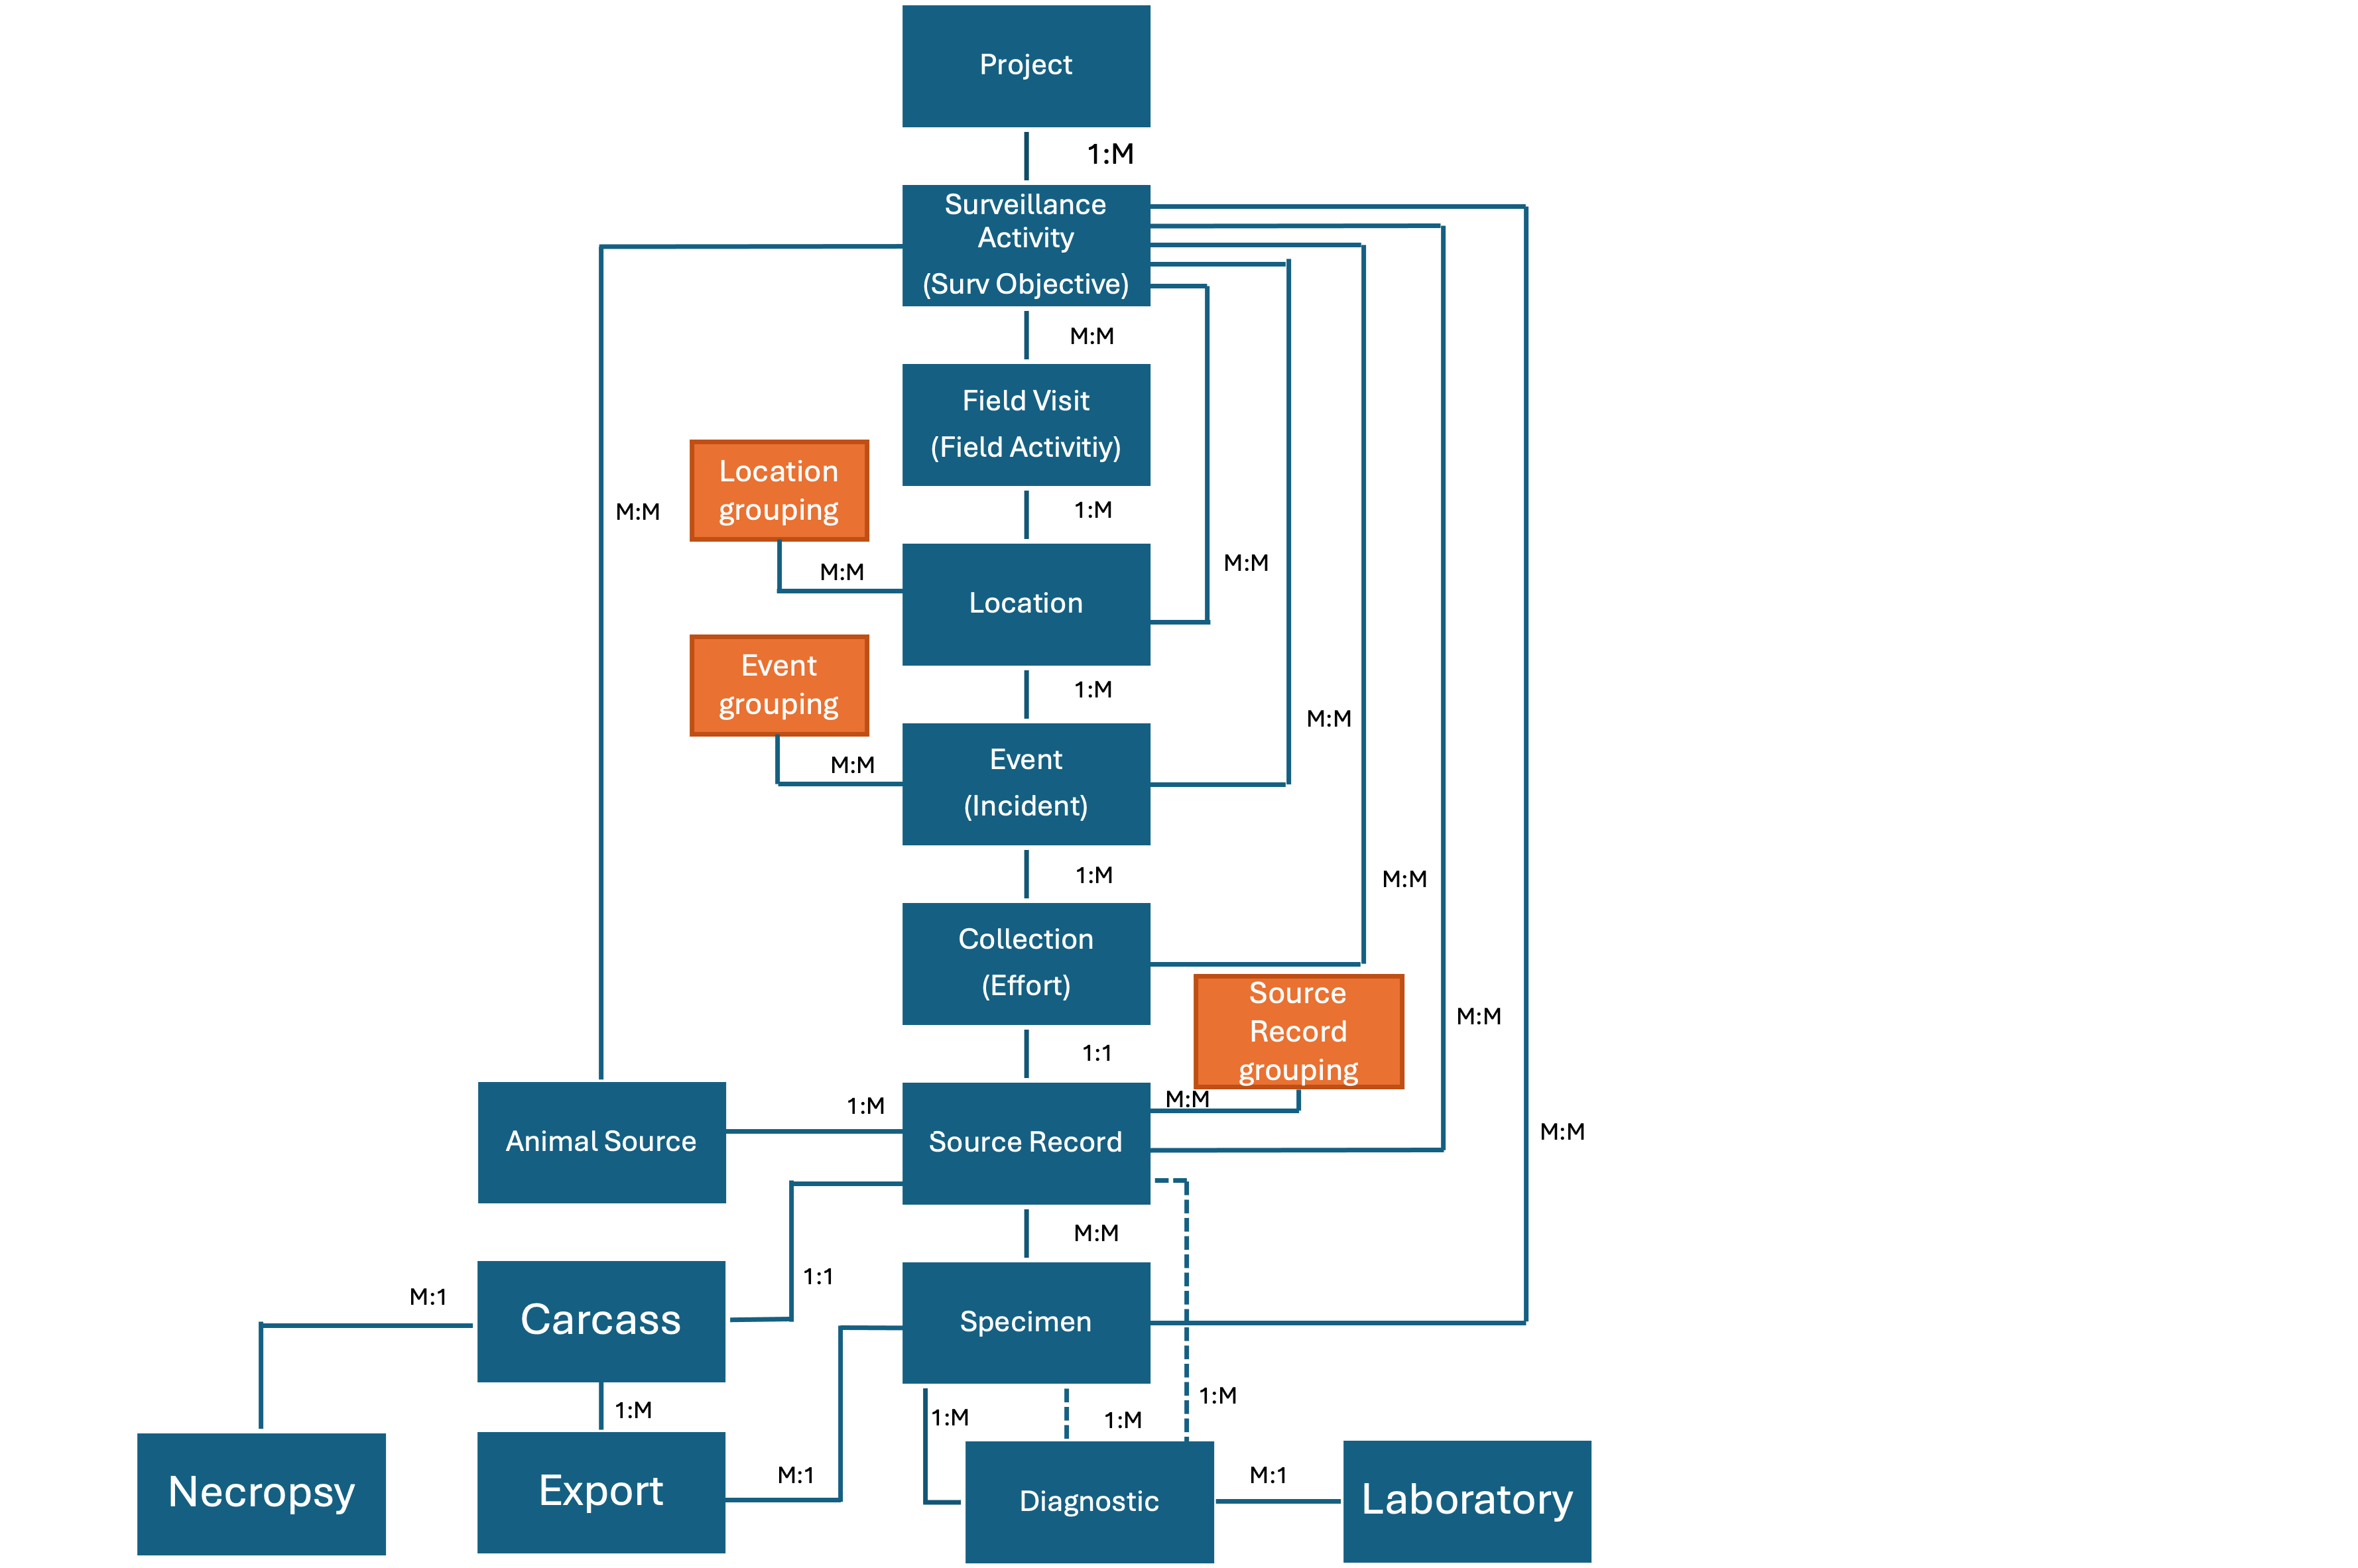 Project
1:M
Surveillance
Activity
(Surv Objective)
M:M
Field Visit
(Field Activitiy)
Location
grouping
M:M
1:M
M:M
Location
M:M
Event
grouping
1:M
M:M
M:M
Event
(Incident)
1:M
M:M
Collection
(Effort)
Source
Record
grouping
M:M
1:1
1:M
M:M
Animal Source
Source Record
M:M
M:M
1:1
M:1
Carcass
Specimen
1:M
1:M
1:M
1:M
M:1
M:1
Necropsy
Export
Diagnostic
Laboratory